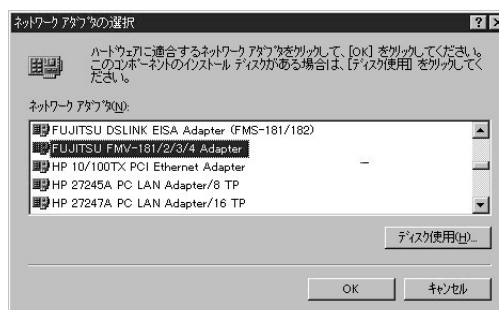 ネットワーク アダプタの選択
ハードウェアに適合するネットワーク アダプタをクリックして、[OK] をクリックしてください。
このコンポーネントのインストール ディスクがある場合は、[ディスク使用] をクリックしてく
ださい。
ネットワーク アダプタ(N):
FUJITSU DSLINK EISA Adapter (FMS-181/182)
FUJITSU FMV-181/2/3/4 Adapter
HP 10/100TX PCI Ethernet Adapter
HP 27245A PC LAN Adapter/8 TP
HP 27247A PC LAN Adapter/16 TP
ディスク使用(H)...
OK キャンセル